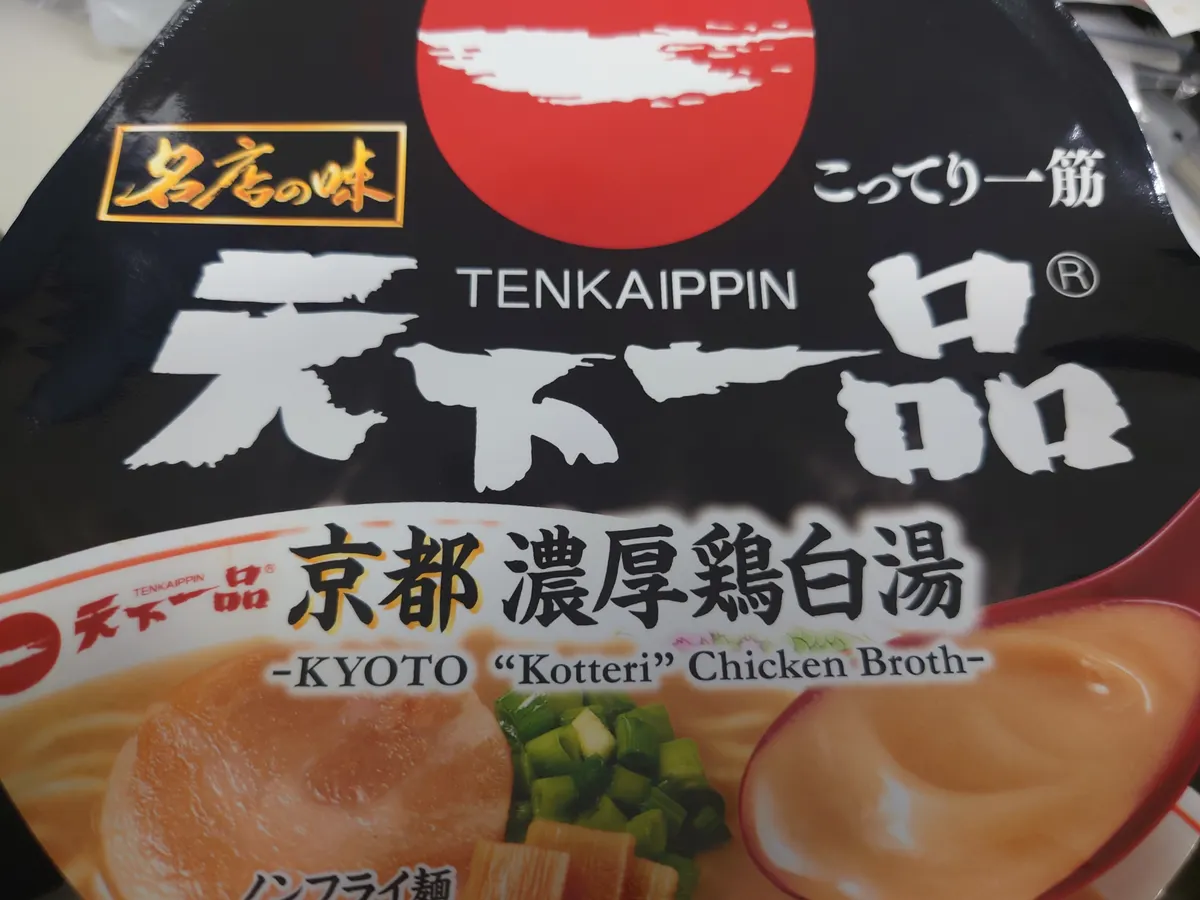 名店の味
こってり一筋
TENKAIPPIN
天下一品®
京都 濃厚鶏白湯
TENKAIPPIN
天下一品®
-KYOTO “Kotteri” Chicken Broth-
ノンフライ麺